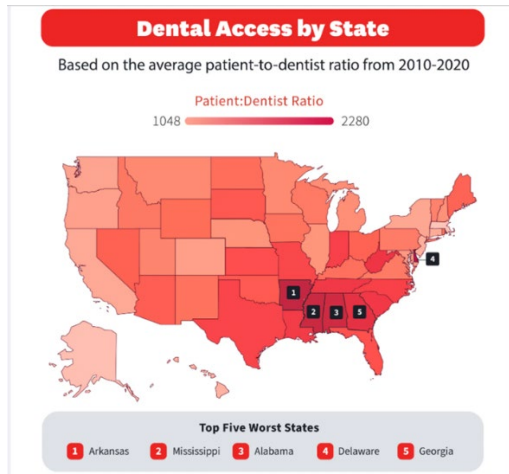 Dental Access by State
Based on the average patient-to-dentist ratio from 2010-2020
Patient:Dentist Ratio
1048 2280
4
1
2 3 5
Top Five Worst States
1 Arkansas 2 Mississippi 3 Alabama 4 Delaware 5 Georgia